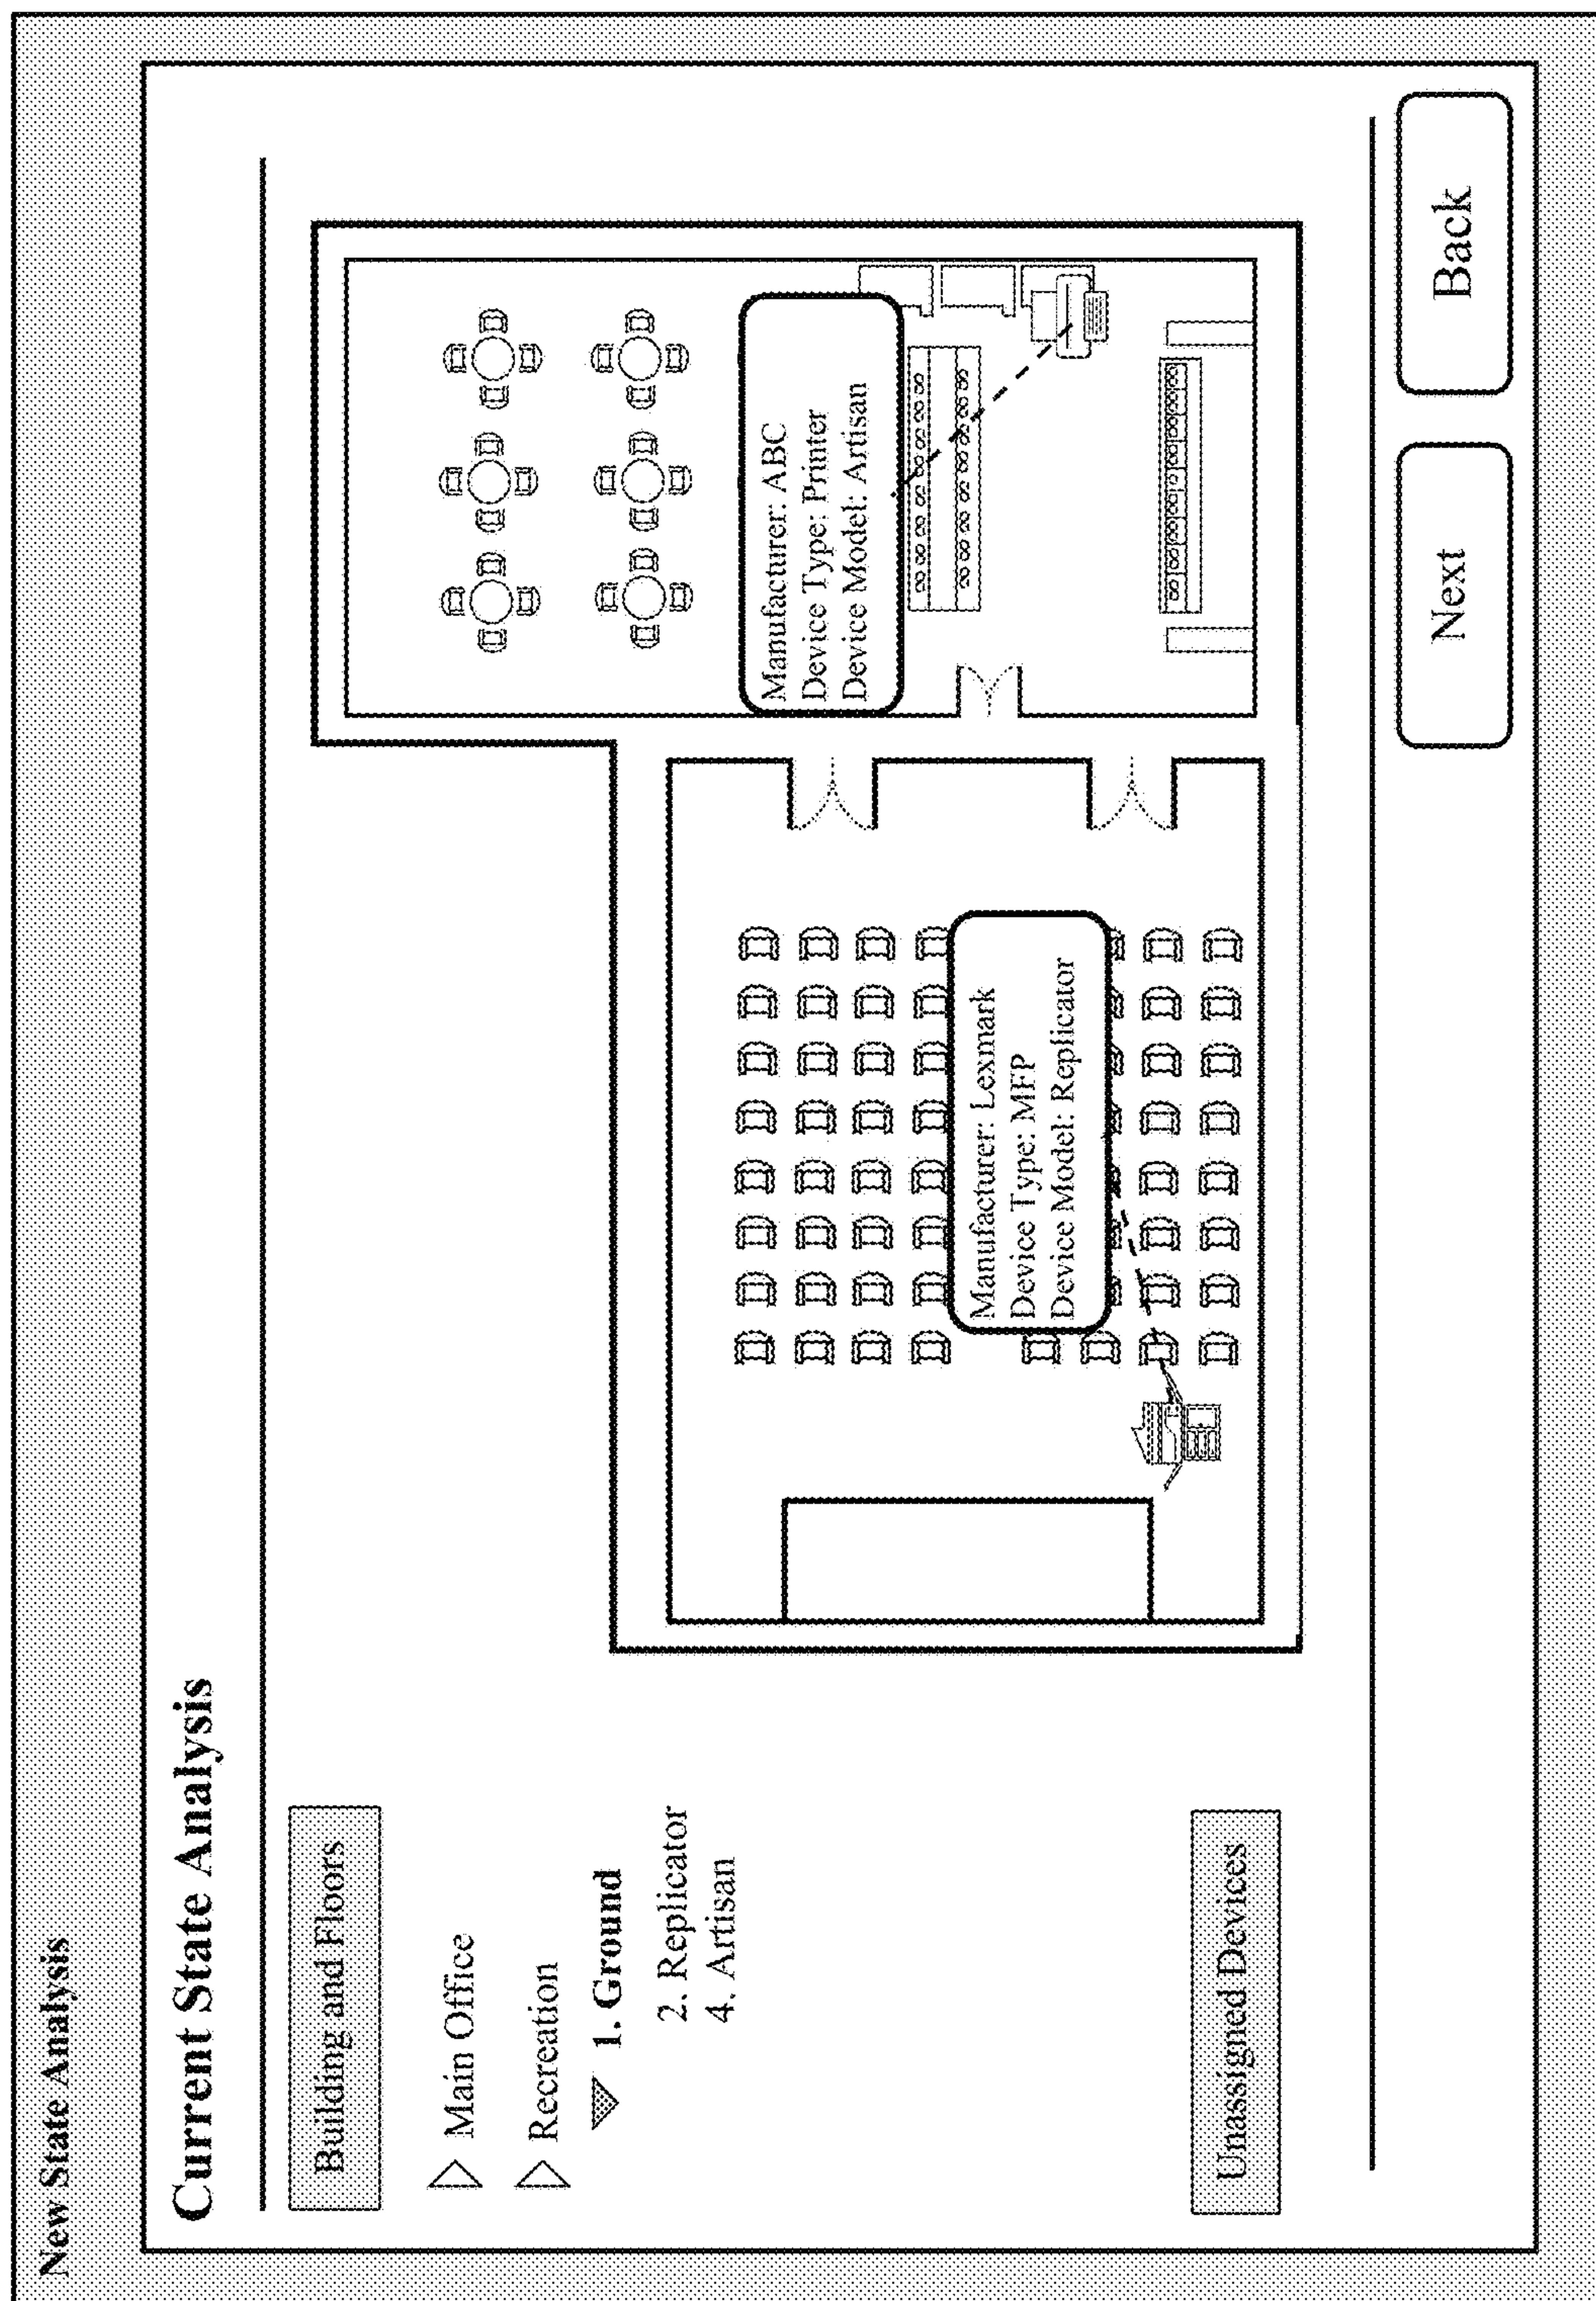 New State Analysis
Current State Analysis
Building and Floors
Main Office
Recreation
1. Ground
2. Replicator
4. Artisan
Unassigned Devices
Manufacturer: Lexmark
Device Type: MFP
Device Model: Replicator
Manufacturer: ABC
Device Type: Printer
Device Model: Artisan
Next
Back